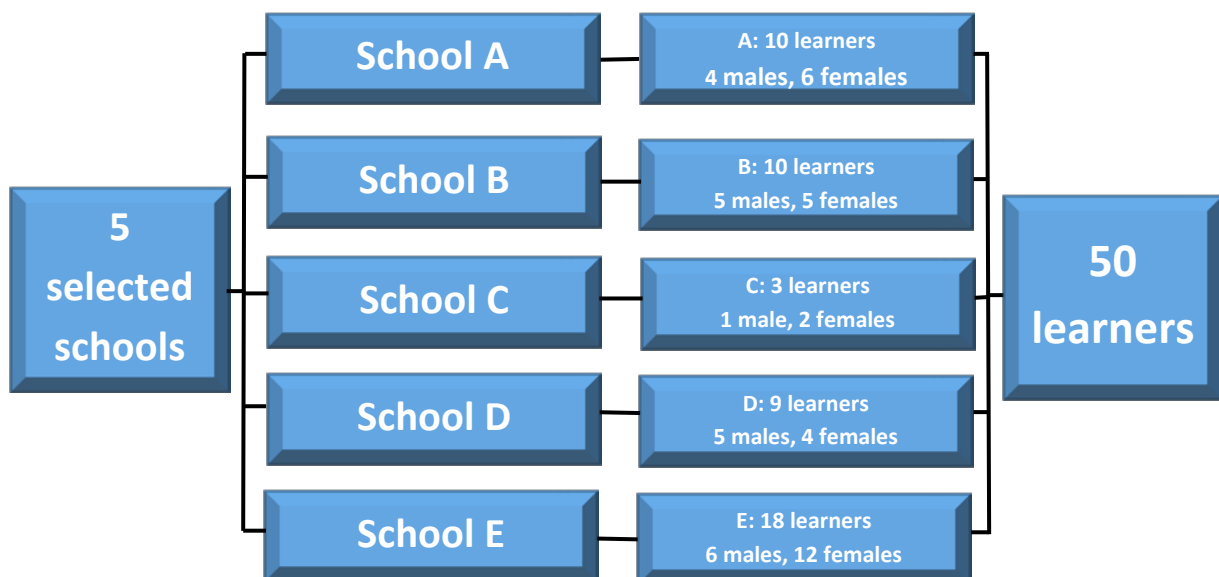 5
selected
schools
School A
A: 10 learners
4 males, 6 females
School B
B: 10 learners
5 males, 5 females
School C
C: 3 learners
1 male, 2 females
School D
D: 9 learners
5 males, 4 females
School E
E: 18 learners
6 males, 12 females
50
learners